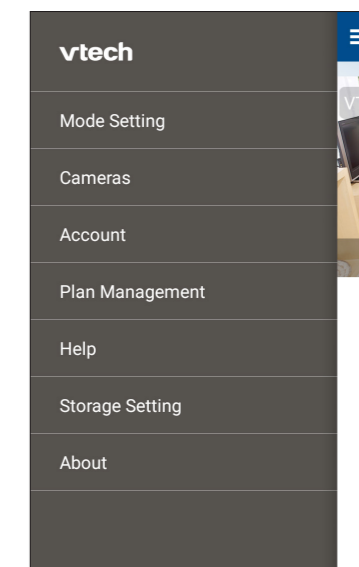 vtech
Mode Setting
Cameras
Account
Plan Management
Help
Storage Setting
About